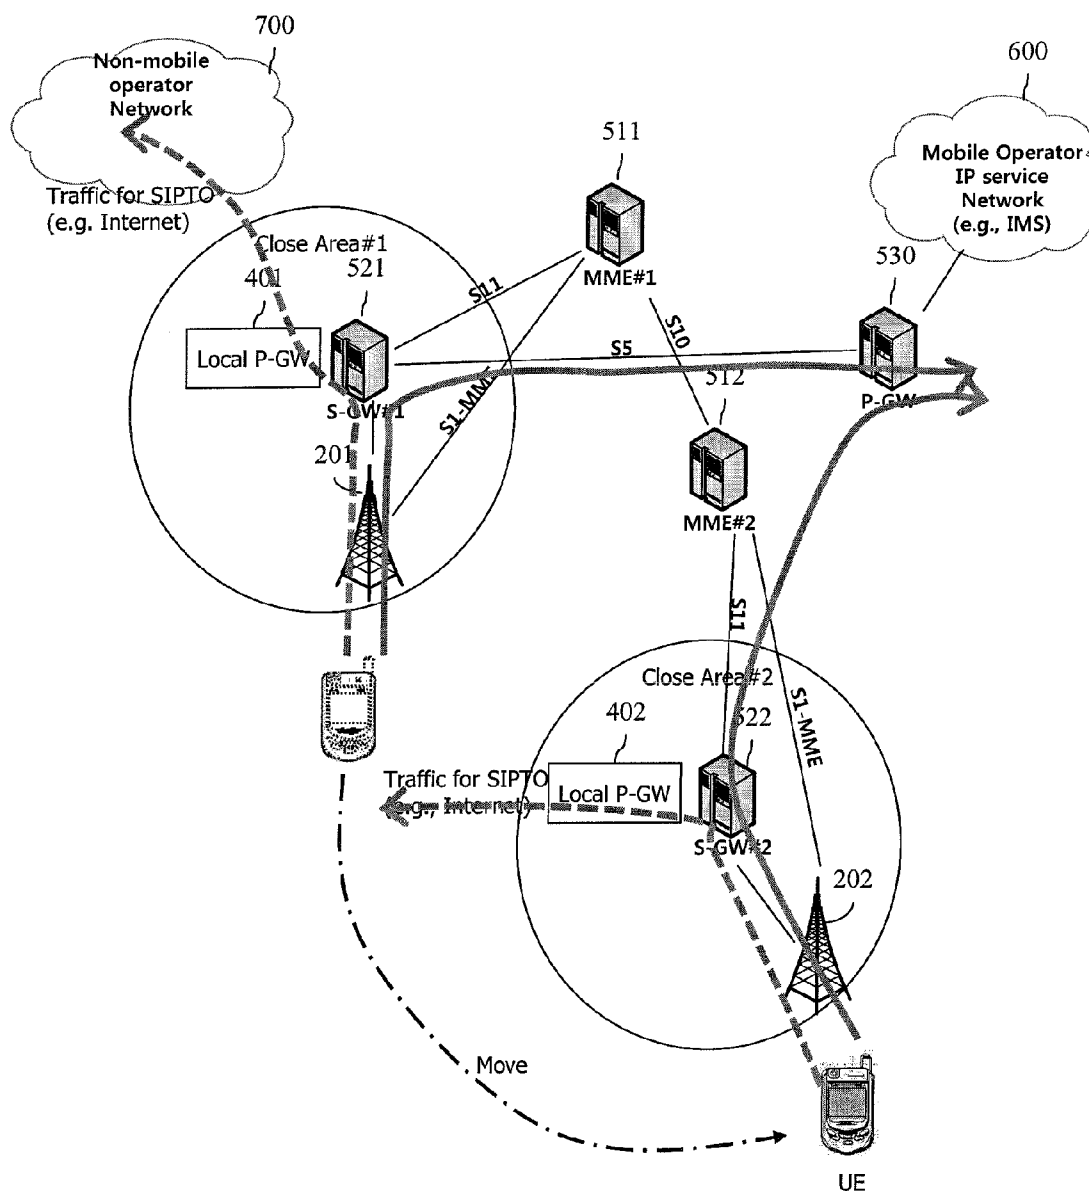 700
Non-mobile
operator
Network
600
511
Mobile Operator
IP service
Network
(e.g., IMS)
Traffic for SIPTO
(e.g. Internet)
Close Area#1
401
521
MME#1
530
S11
S10
Local P-GW
S5
512
S-GW#1
S1-MME
P-GW
201
MME#2
S11
Close Area#2
S1-MME
402
522
Traffic for SIPTO
(e.g., Internet)
Local P-GW
S-GW#2
202
Move
UE